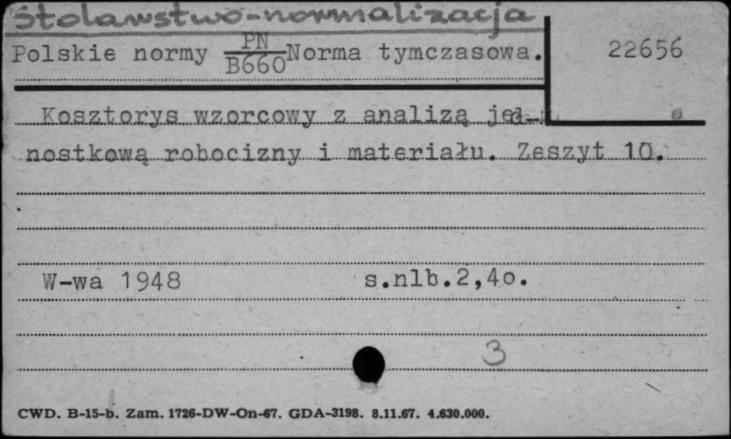 Stolarstwo-normalizacja
Polskie normy PN/B660 Norma tymczasowa. 22656
Kosztorys wzorcowy z analizą jed-
nostkową robocizny i materiału. Zeszyt 10.
W-wa 1948 s.nlb.2,4o.
3
CWD. B-15-b. Zam. 1726-DW-On-67. GDA-3198. 8.11.67. 4.630.000.